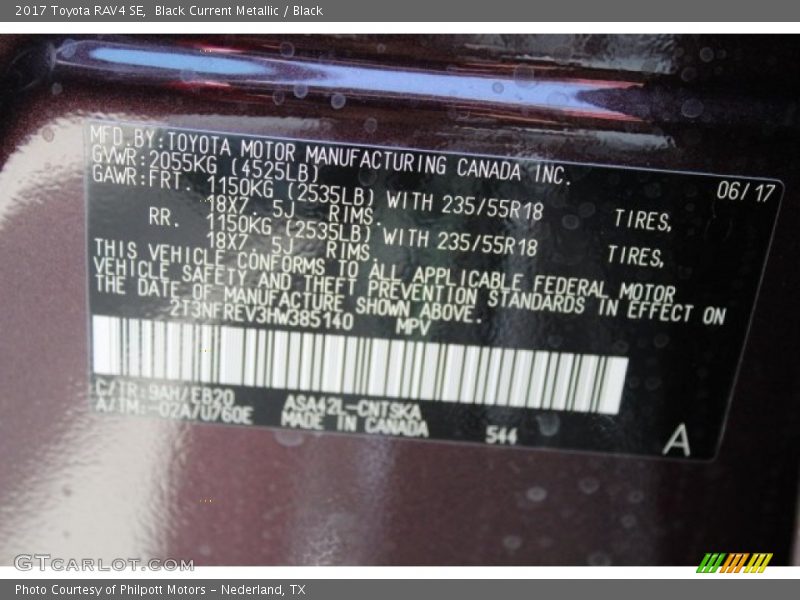 2017 Toyota RAV4 SE,  Black Current Metallic / Black
MFD.BY:TOYOTA MOTOR MANUFACTURING CANADA INC.
GVWR:2055KG (4525LB) 06/17
GAWR:FRT. 1150KG (2535LB) WITH 235/55R18 TIRES,
18X7. 5J RIMS.
RR. 1150KG (2535LB) WITH 235/55R18 TIRES,
18X7. 5J RIMS.
THIS VEHICLE CONFORMS TO ALL APPLICABLE FEDERAL MOTOR
VEHICLE SAFETY AND THEFT PREVENTION STANDARDS IN EFFECT ON
THE DATE OF MANUFACTURE SHOWN ABOVE.
2T3NFREV3HW385140 MPV
C/TR:9AH/EB20 ASA42L-CNTSKA
A/TM:-02A/U760E MADE IN CANADA 544 A
GTCARLOT.COM
Photo Courtesy of Philpott Motors - Nederland, TX